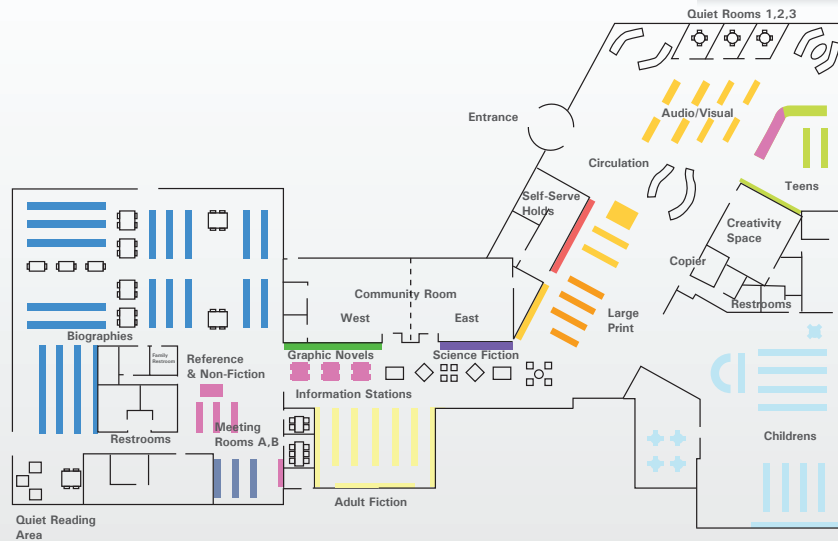 Quiet Rooms 1,2,3
Audio/Visual
Entrance
Circulation
Teens
Self-Serve
Holds
Creativity
Space
Copier
Restrooms
Community Room
West
East
Large
Print
Biographies
Family
Restroom
Reference
& Non-Fiction
Graphic Novels
Science Fiction
Information Stations
Restrooms
Meeting
Rooms A,B
Childrens
Adult Fiction
Quiet Reading
Area